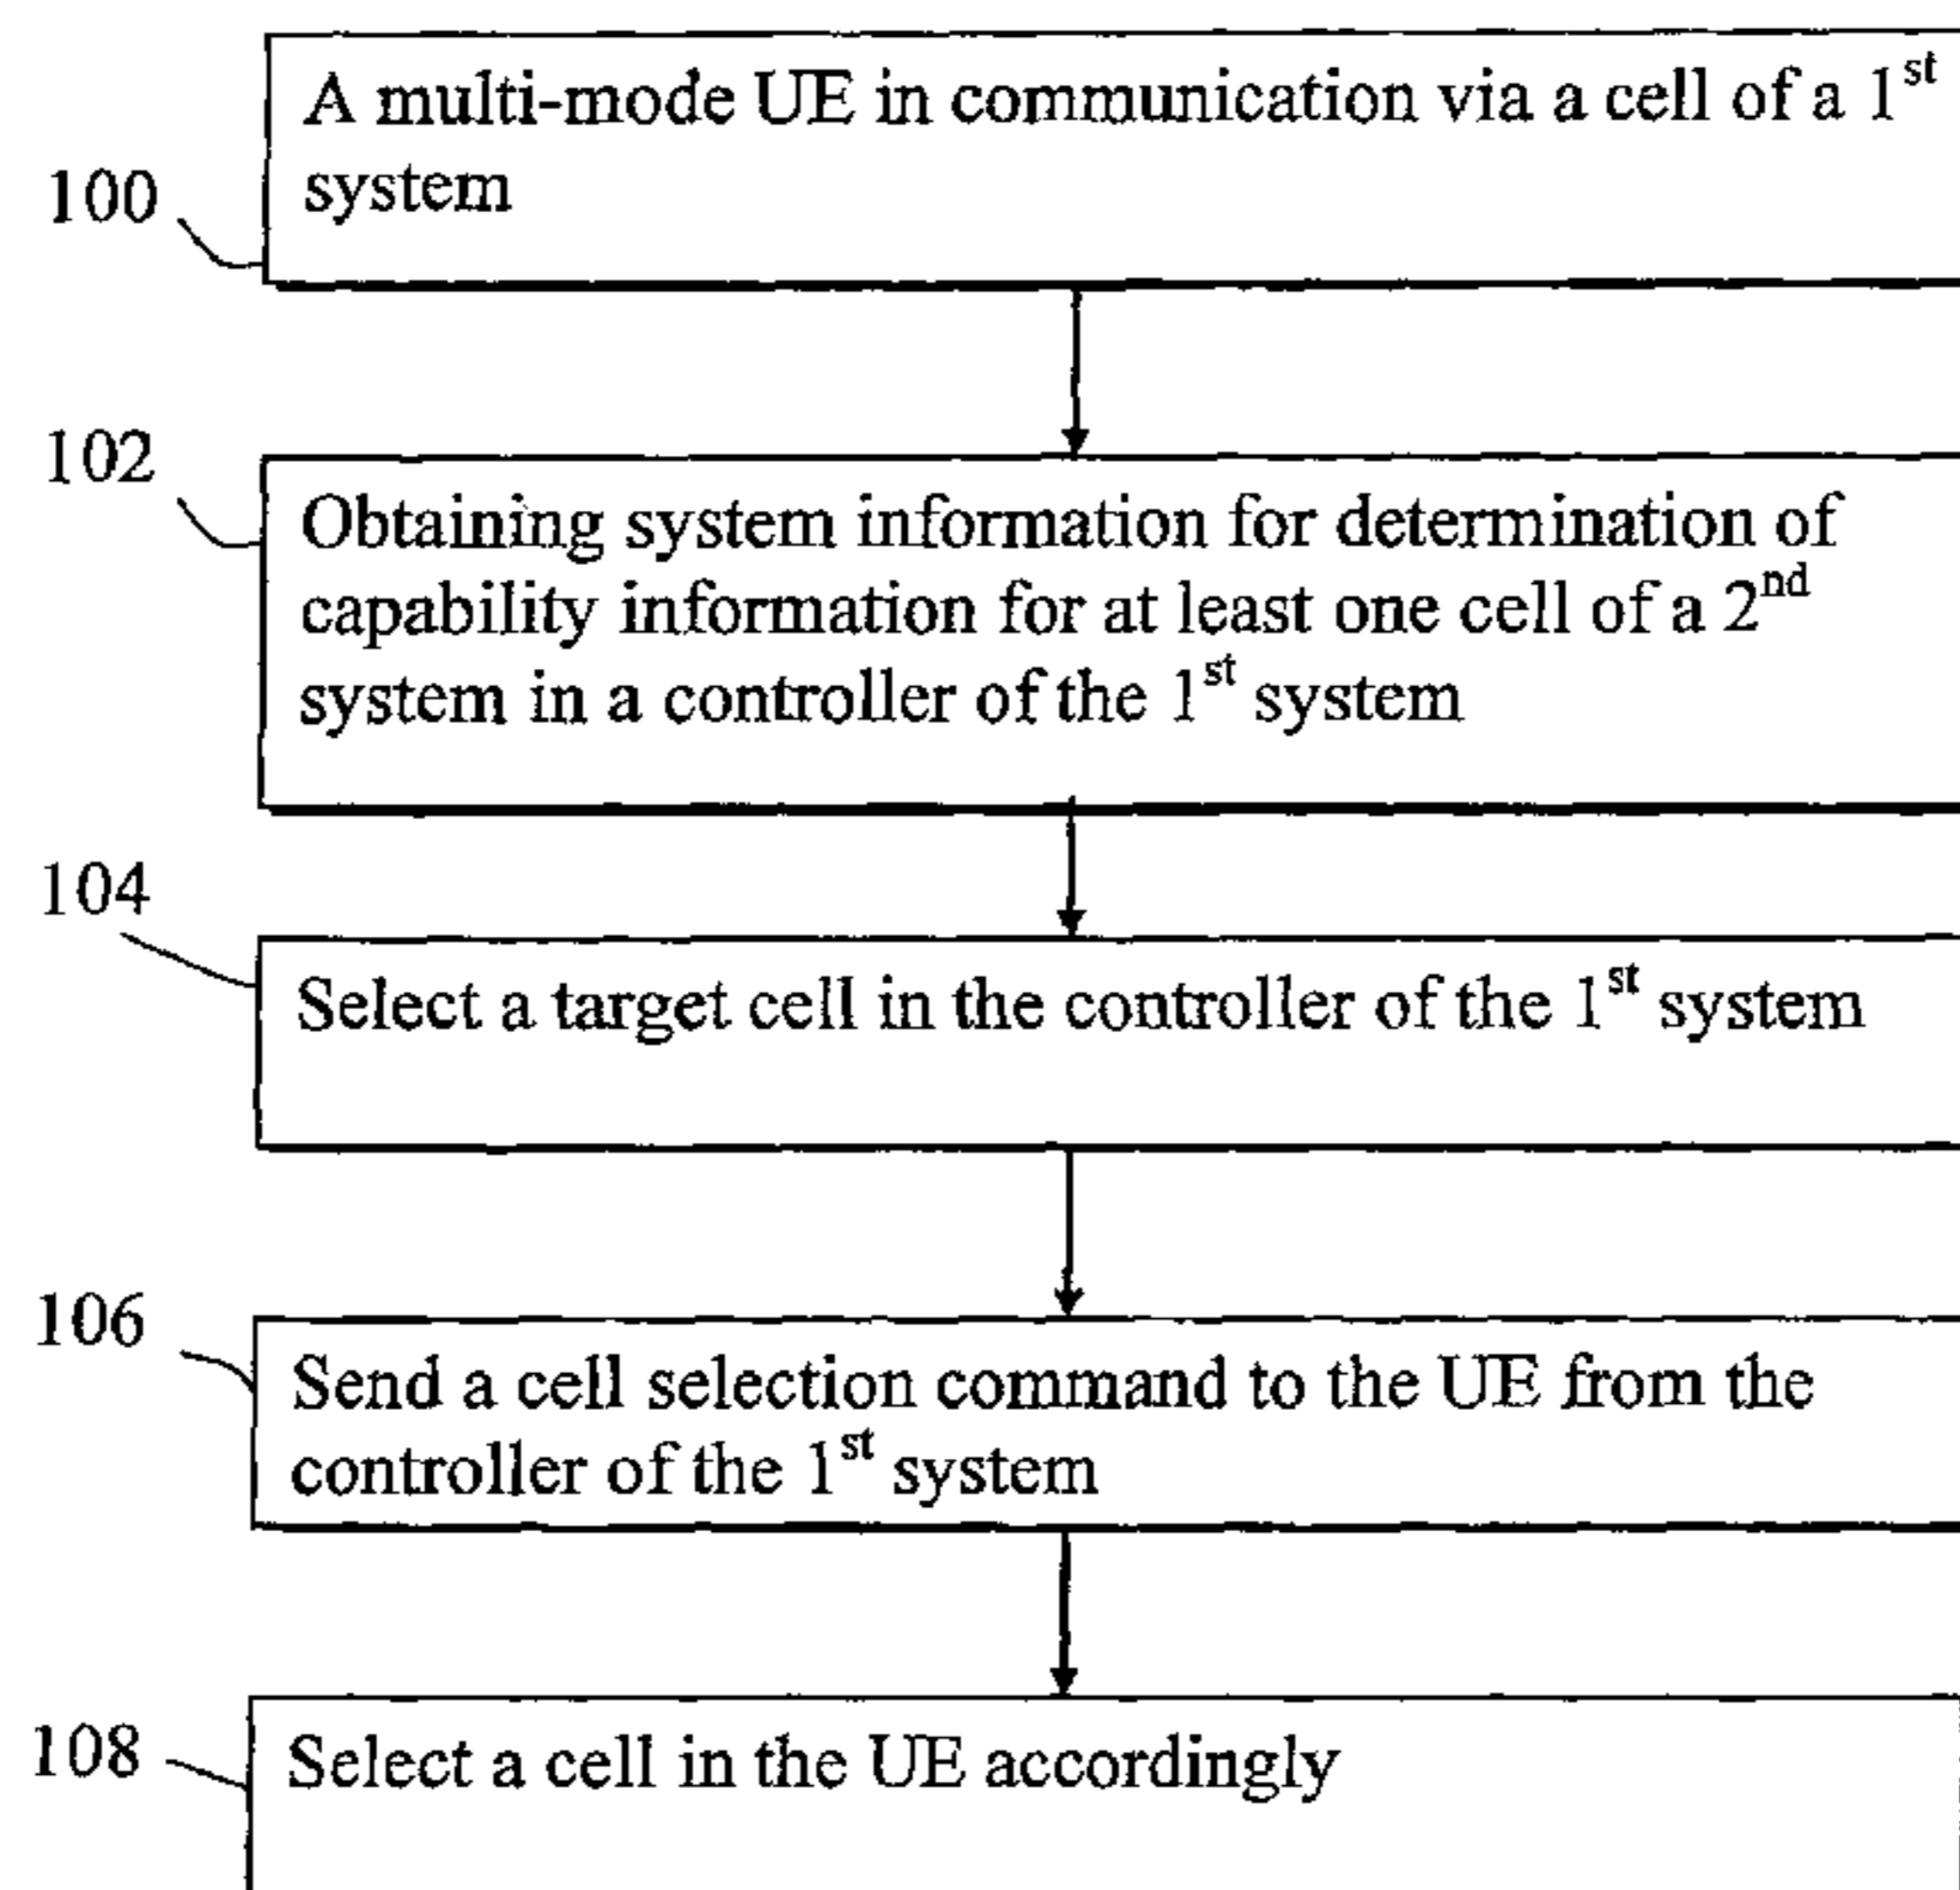 A multi-mode UE in communication via a cell of a 1st
system
100
102
Obtaining system information for determination of
capability information for at least one cell of a 2nd
system in a controller of the 1st system
104
Select a target cell in the controller of the 1st system
106
Send a cell selection command to the UE from the
controller of the 1st system
108
Select a cell in the UE accordingly